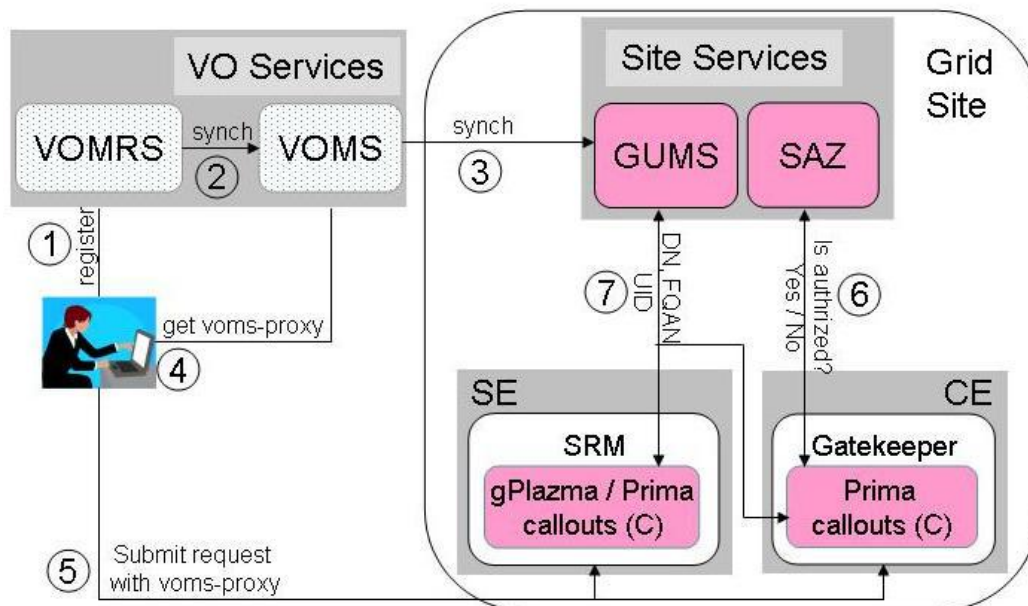 VO Services
VOMRS
synch
2
VOMS
synch
3
Site Services
GUMS
SAZ
Grid
Site
1
register
get voms-proxy
4
7
DN, FQAN
UID
Is authrized?
Yes / No
6
SE
SRM
gPlazma / Prima
callouts (C)
CE
Gatekeeper
Prima
callouts (C)
5
Submit request
with voms-proxy